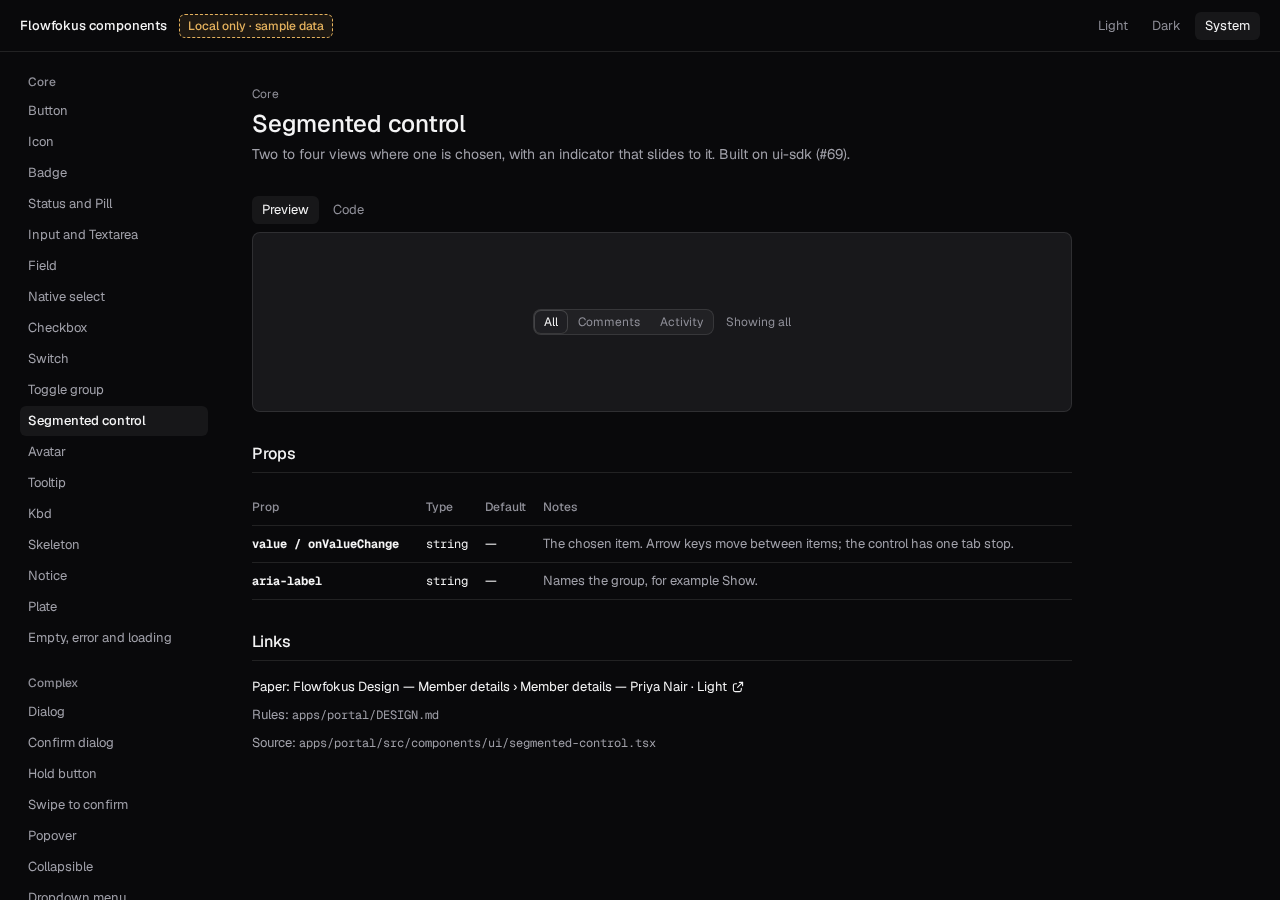 Flowfokus components
Local only · sample data
Light
Dark
System
Core
Button
Icon
Badge
Status and Pill
Input and Textarea
Field
Native select
Checkbox
Switch
Toggle group
Segmented control
Avatar
Tooltip
Kbd
Skeleton
Notice
Plate
Empty, error and loading
Complex
Dialog
Confirm dialog
Hold button
Swipe to confirm
Popover
Collapsible
Dropdown menu
Core
Segmented control
Two to four views where one is chosen, with an indicator that slides to it. Built on ui-sdk (#69).
Preview Code
All Comments Activity Showing all
Props
Prop Type Default Notes
value / onValueChange string — The chosen item. Arrow keys move between items; the control has one tab stop.
aria-label string — Names the group, for example Show.
Links
Paper: Flowfokus Design — Member details › Member details — Priya Nair · Light
Rules: apps/portal/DESIGN.md
Source: apps/portal/src/components/ui/segmented-control.tsx